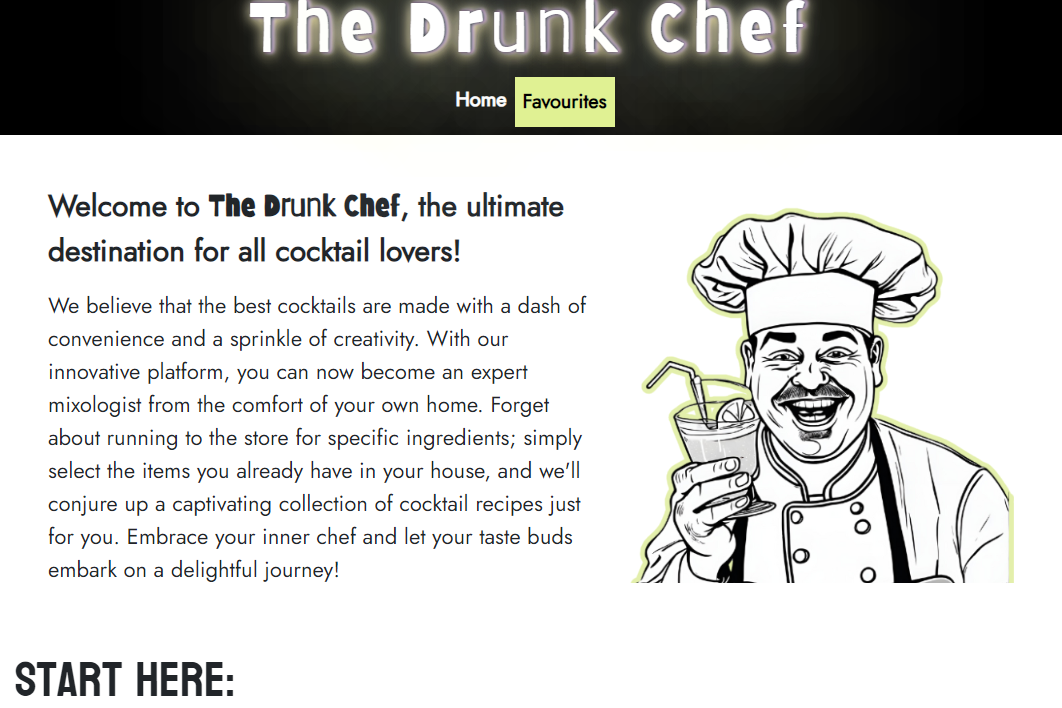 The Drunk Chef
Home Favourites
Welcome to The Drunk Chef, the ultimate
destination for all cocktail lovers!
We believe that the best cocktails are made with a dash of
convenience and a sprinkle of creativity. With our
innovative platform, you can now become an expert
mixologist from the comfort of your own home. Forget
about running to the store for specific ingredients; simply
select the items you already have in your house, and we'll
conjure up a captivating collection of cocktail recipes just
for you. Embrace your inner chef and let your taste buds
embark on a delightful journey!
START HERE: